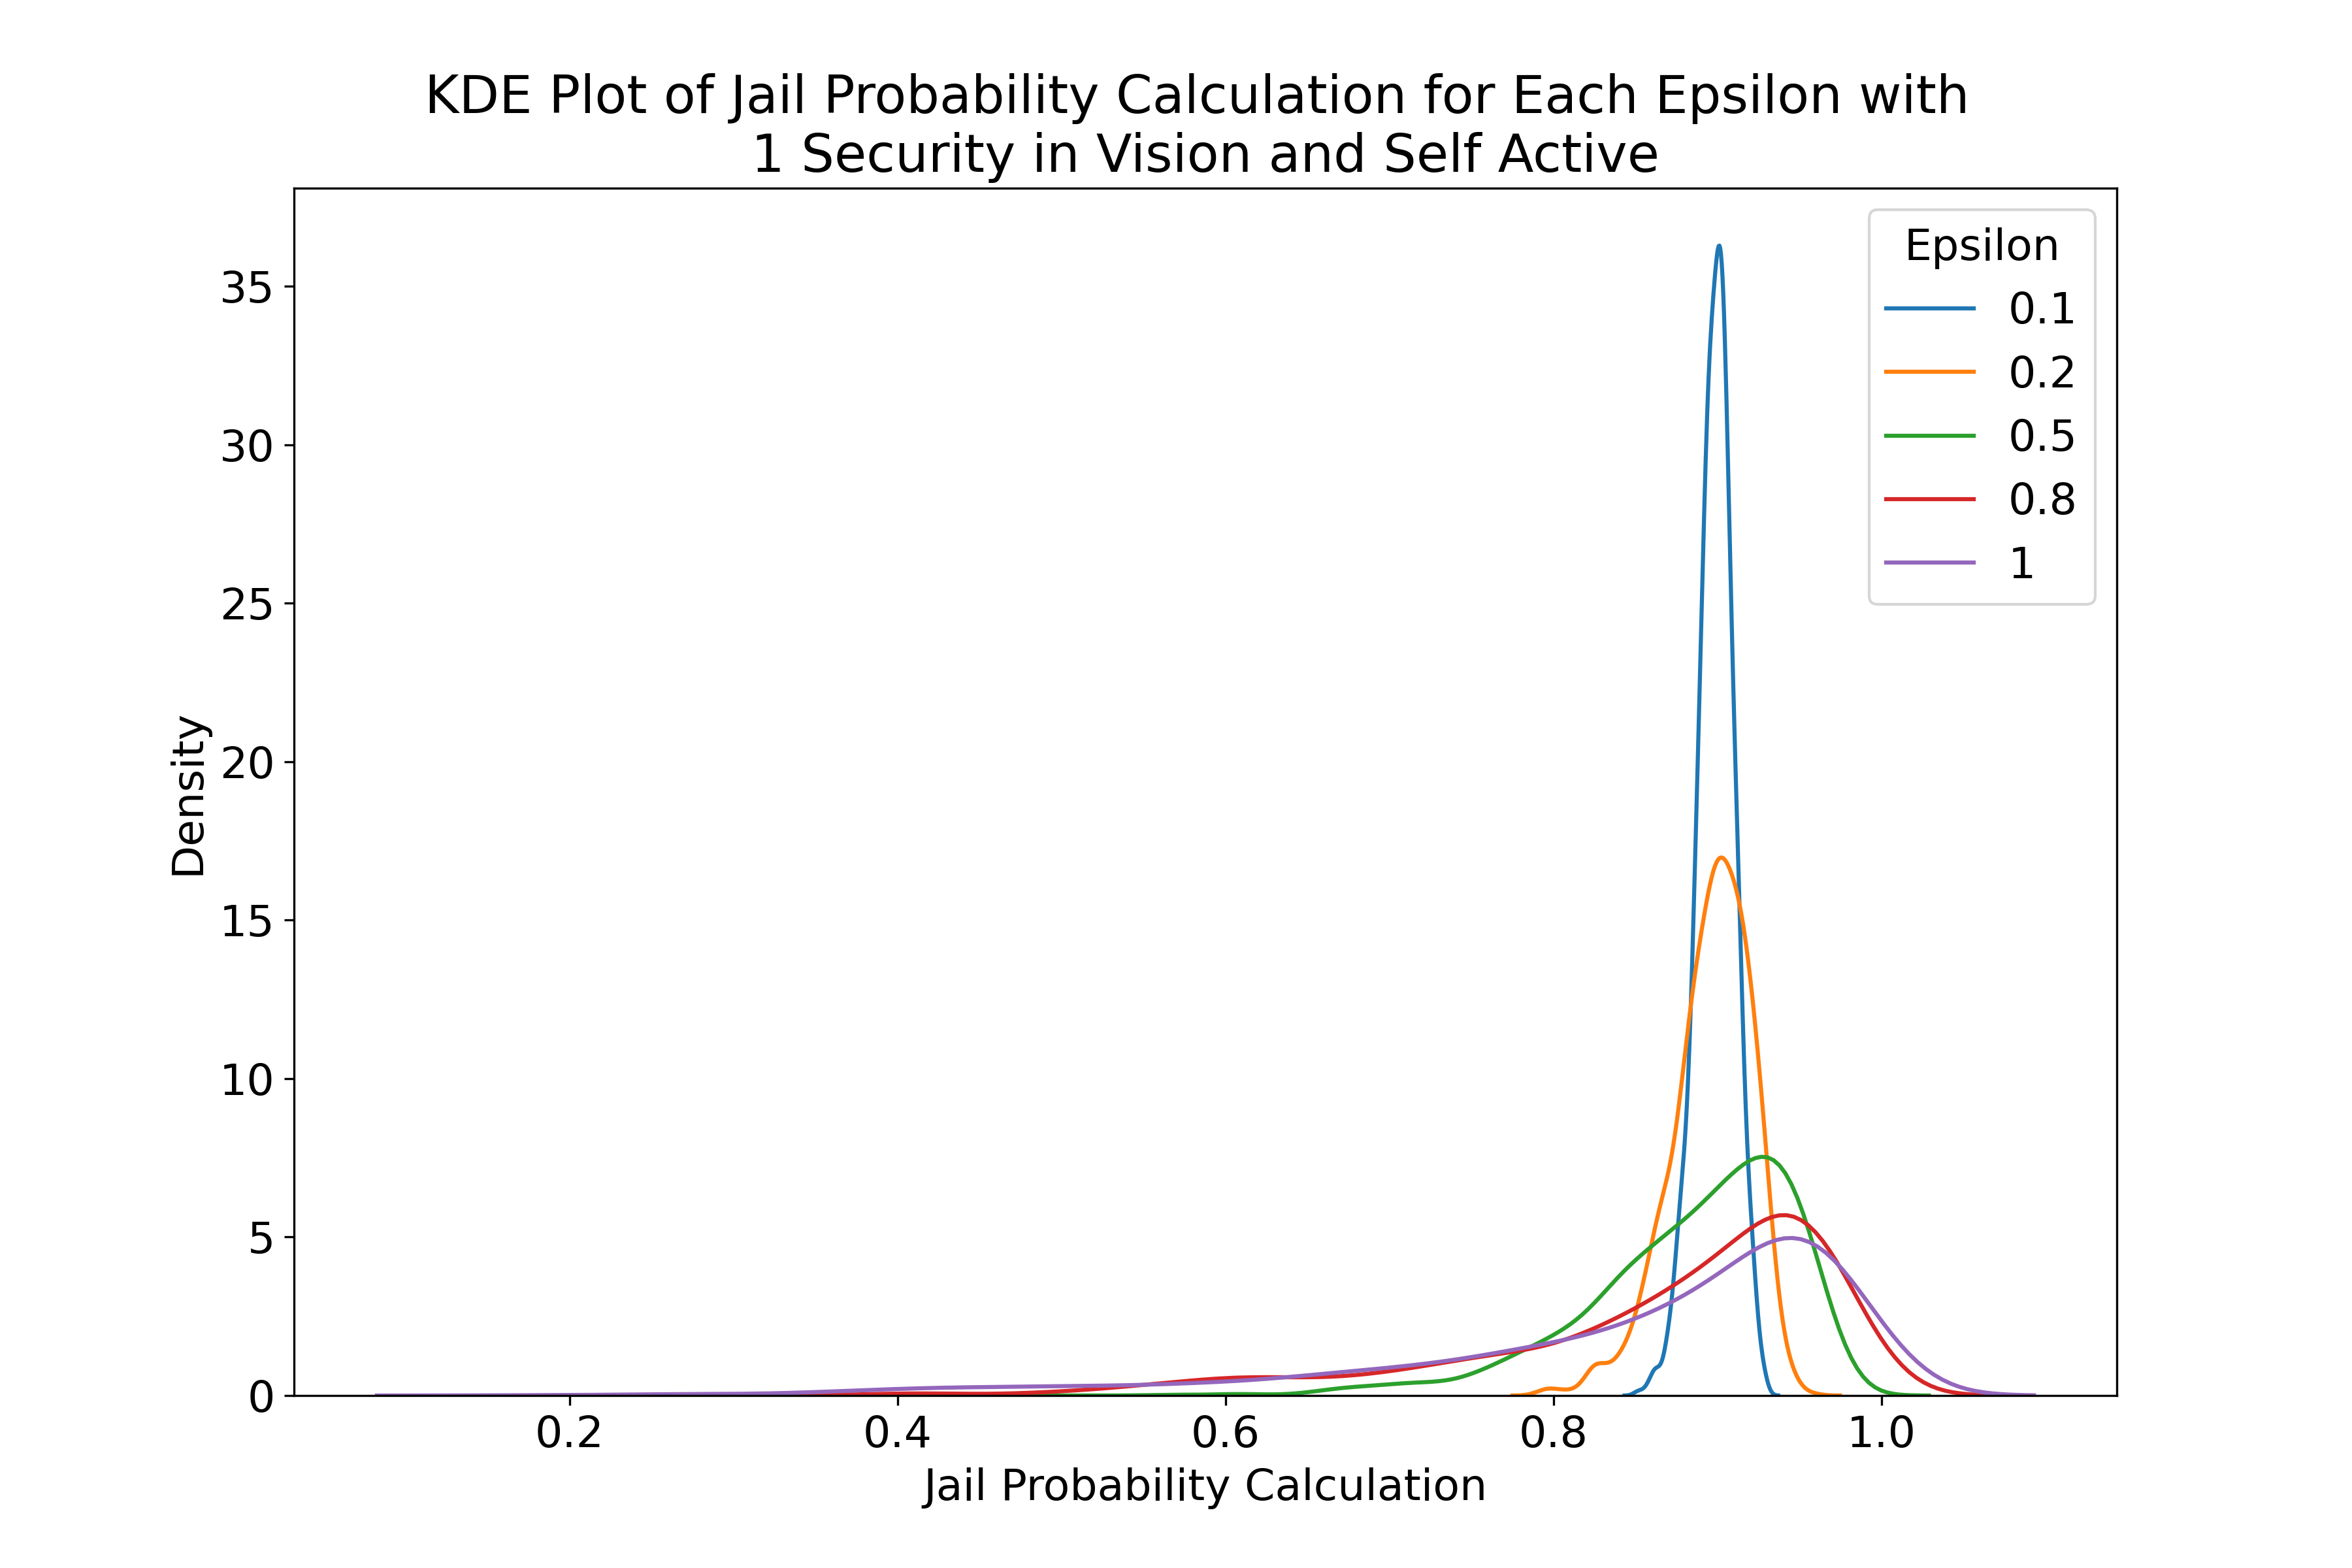 KDE Plot of Jail Probability Calculation for Each Epsilon with
1 Security in Vision and Self Active
Epsilon
0.1
0.2
0.5
0.8
1
Density
35
30
25
20
15
10
5
0
0.2 0.4 0.6 0.8 1.0
Jail Probability Calculation